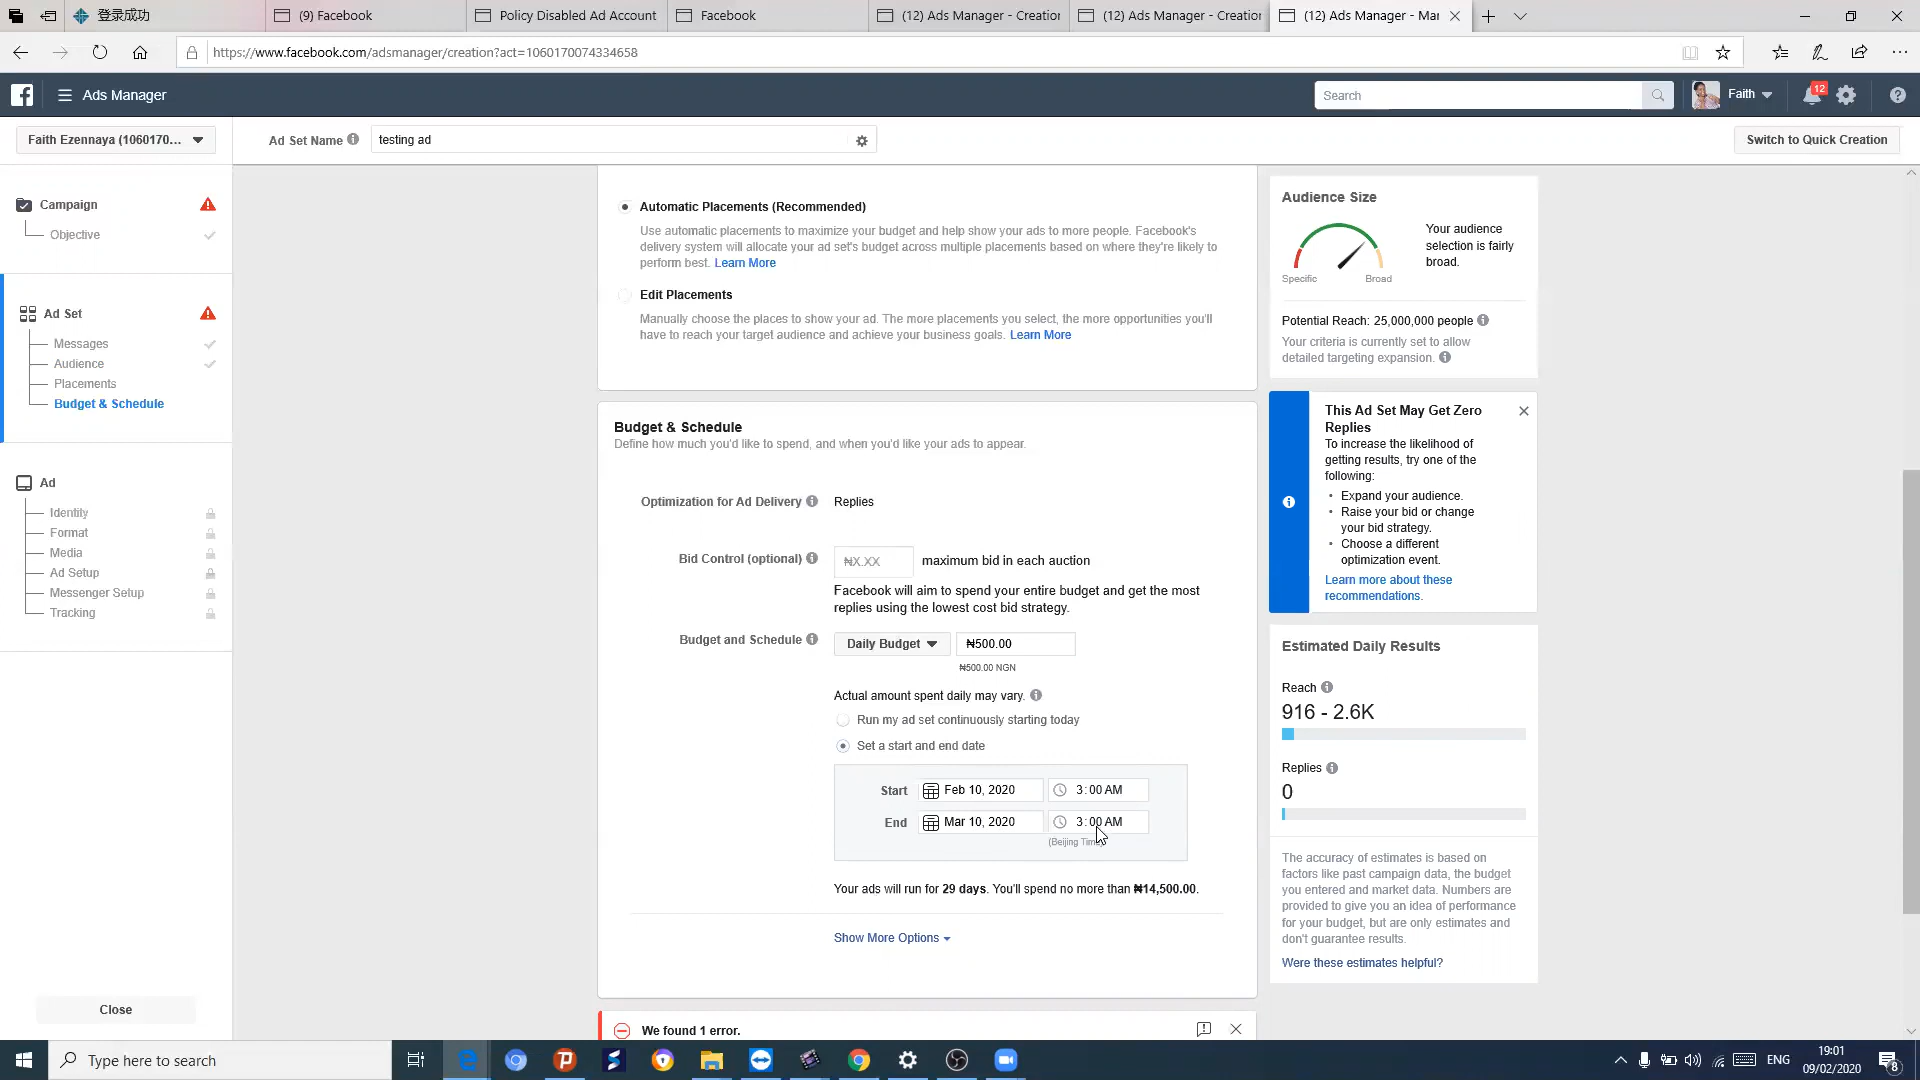 登录成功
(9) Facebook
Policy Disabled Ad Account
Facebook
(12) Ads Manager - Creation
(12) Ads Manager - Creation
(12) Ads Manager - Mar
https://www.facebook.com/adsmanager/creation?act=1060170074334658
Ads Manager
Search
Faith
12
Faith Ezennaya (1060170...
Ad Set Name
testing ad
Switch to Quick Creation
Campaign
Objective
Ad Set
Messages
Audience
Placements
Budget & Schedule
Ad
Identity
Format
Media
Ad Setup
Messenger Setup
Tracking
Close
Automatic Placements (Recommended)
Use automatic placements to maximize your budget and help show your ads to more people. Facebook's
delivery system will allocate your ad set's budget across multiple placements based on where they're likely to
perform best. Learn More
Edit Placements
Manually choose the places to show your ad. The more placements you select, the more opportunities you'll
have to reach your target audience and achieve your business goals. Learn More
Budget & Schedule
Define how much you'd like to spend, and when you'd like your ads to appear.
Optimization for Ad Delivery
Replies
Bid Control (optional)
₦X.XX
maximum bid in each auction
Facebook will aim to spend your entire budget and get the most
replies using the lowest cost bid strategy.
Budget and Schedule
Daily Budget
₦500.00
₦500.00 NGN
Actual amount spent daily may vary.
Run my ad set continuously starting today
Set a start and end date
Start
Feb 10, 2020
3:00 AM
End
Mar 10, 2020
3:00 AM
(Beijing Time)
Your ads will run for 29 days. You'll spend no more than ₦14,500.00.
Show More Options
We found 1 error.
Audience Size
Specific
Broad
Your audience
selection is fairly
broad.
Potential Reach: 25,000,000 people
Your criteria is currently set to allow
detailed targeting expansion.
This Ad Set May Get Zero
Replies
To increase the likelihood of
getting results, try one of the
following:
• Expand your audience.
• Raise your bid or change
your bid strategy.
• Choose a different
optimization event.
Learn more about these
recommendations.
Estimated Daily Results
Reach
916 - 2.6K
Replies
0
The accuracy of estimates is based on
factors like past campaign data, the budget
you entered and market data. Numbers are
provided to give you an idea of performance
for your budget, but are only estimates and
don't guarantee results.
Were these estimates helpful?
Type here to search
ENG
19:01
09/02/2020
8